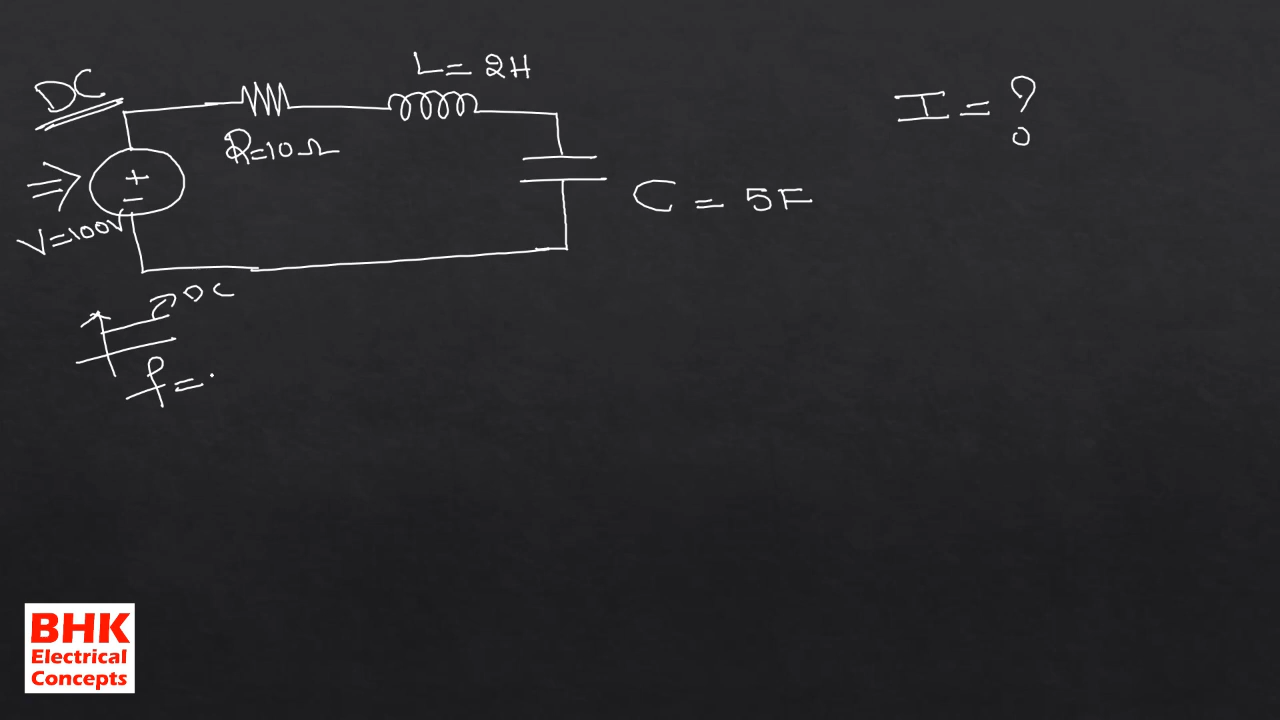 DC
L = 2H
I = ?
R=10Ω
+
-
C = 5F
V=100V
DC
f=.
BHK
Electrical
Concepts